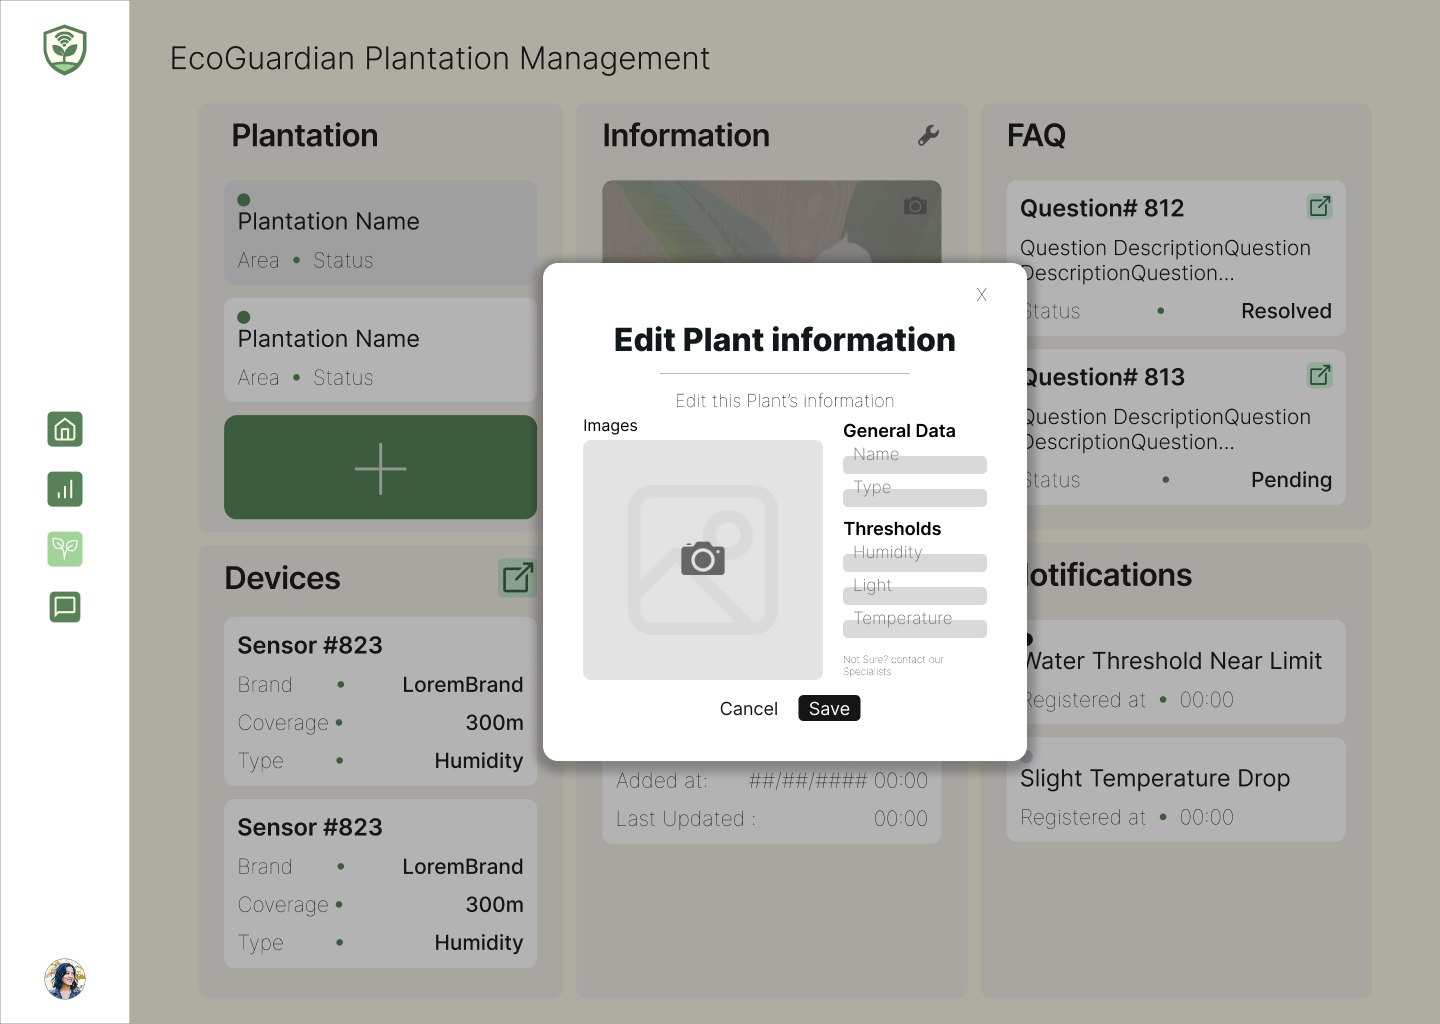 EcoGuardian Plantation Management
Plantation
Plantation Name
Area • Status
Plantation Name
Area • Status
Devices
Sensor #823
Brand • LoremBrand
Coverage • 300m
Type • Humidity
Sensor #823
Brand • LoremBrand
Coverage • 300m
Type • Humidity
Information
Added at: ##/##/#### 00:00
Last Updated : 00:00
X
Edit Plant information
Edit this Plant's information
Images
General Data
Name
Type
Thresholds
Humidity
Light
Temperature
Not Sure? contact our
Specialists
Cancel
Save
FAQ
Question# 812
Question DescriptionQuestion
DescriptionQuestion...
Status • Resolved
Question# 813
Question DescriptionQuestion
DescriptionQuestion...
Status • Pending
otifications
Water Threshold Near Limit
Registered at • 00:00
Slight Temperature Drop
Registered at • 00:00